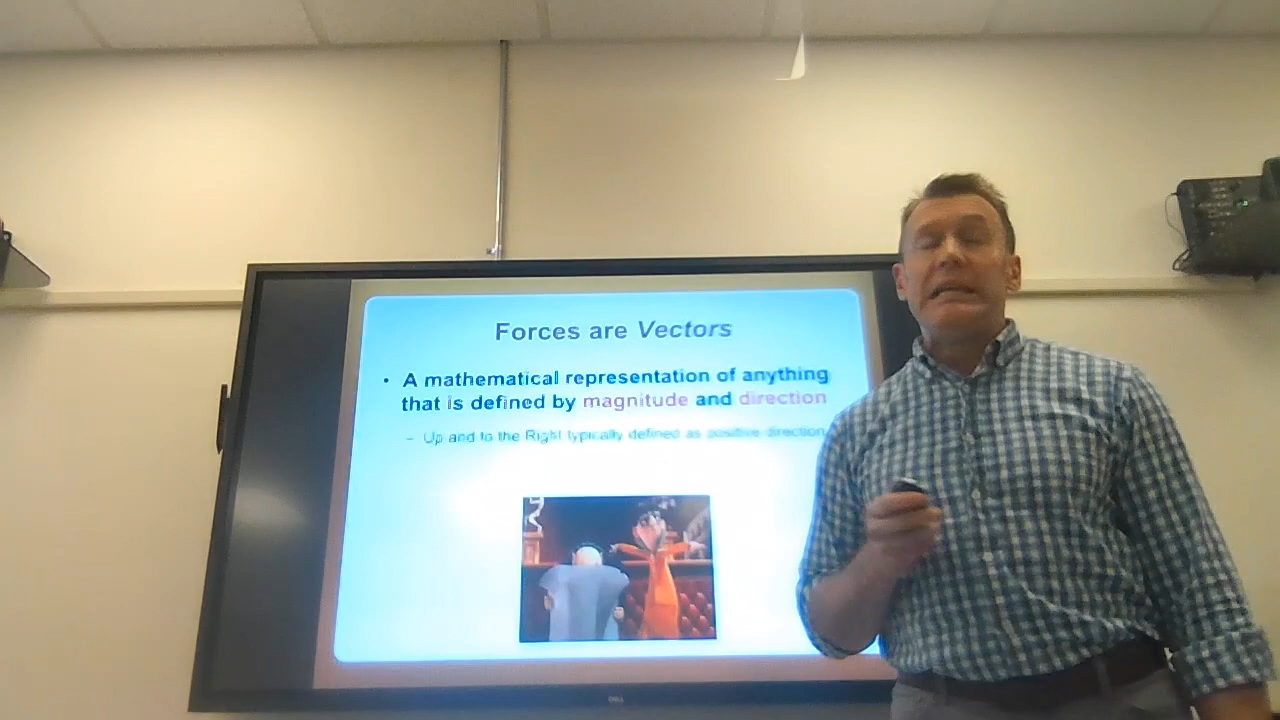 Forces are Vectors
• A mathematical representation of anything
that is defined by magnitude and direction
– Up and to the Right typically defined as positive direction
DELL